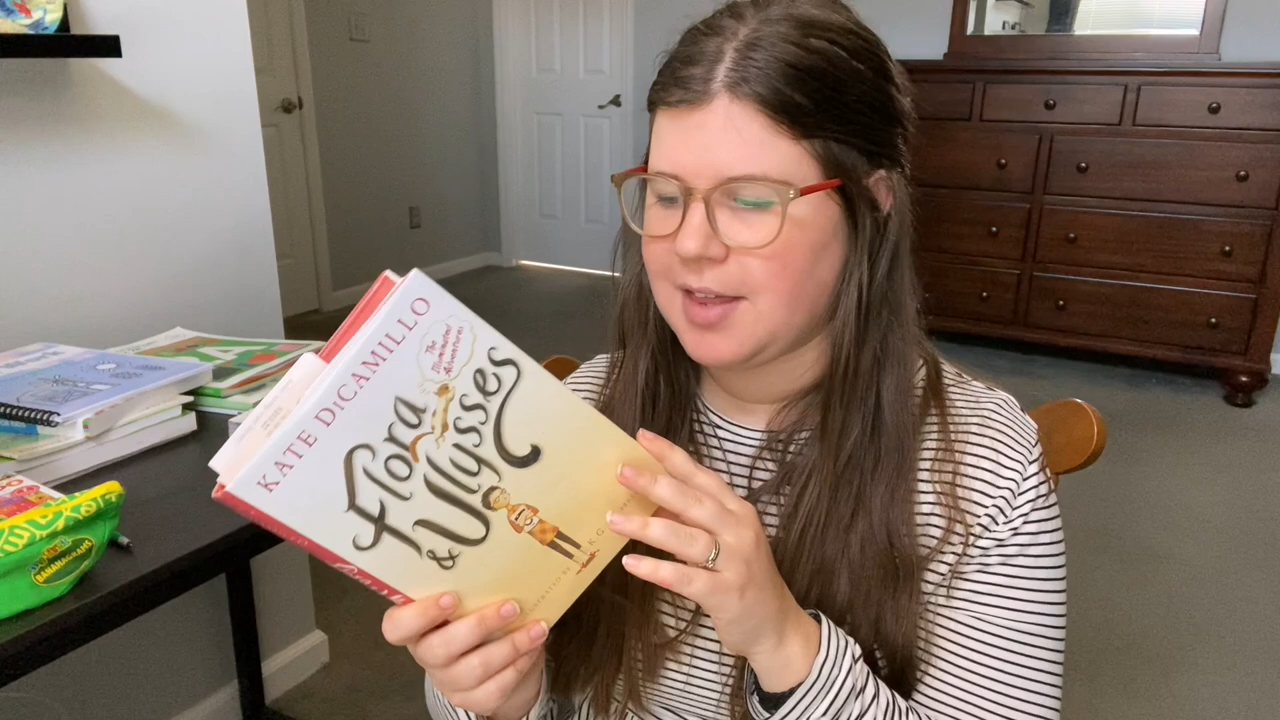 KATE DiCAMILLO
The
Illuminated
Adventures
Flora
& Ulysses
K.G.
BANANAGRAMS